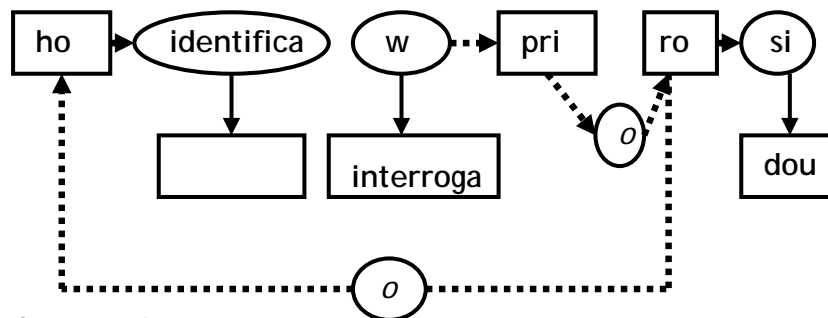 ho identifica w pri ro si
o
interroga dou
o